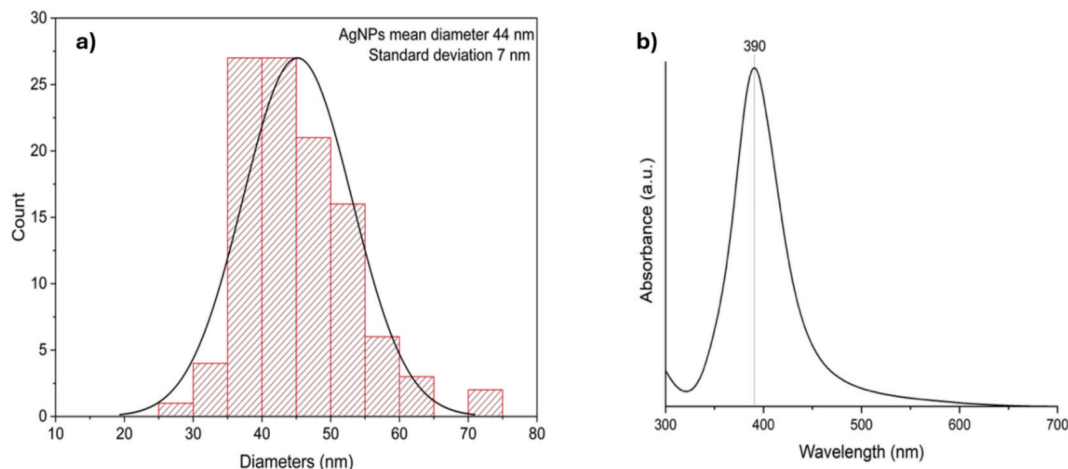 a)
AgNPs mean diameter 44 nm
Standard deviation 7 nm
30
25
20
15
10
5
0
Count
10 20 30 40 50 60 70 80
Diameters (nm)
b)
390
Absorbance (a.u.)
300 400 500 600 700
Wavelength (nm)